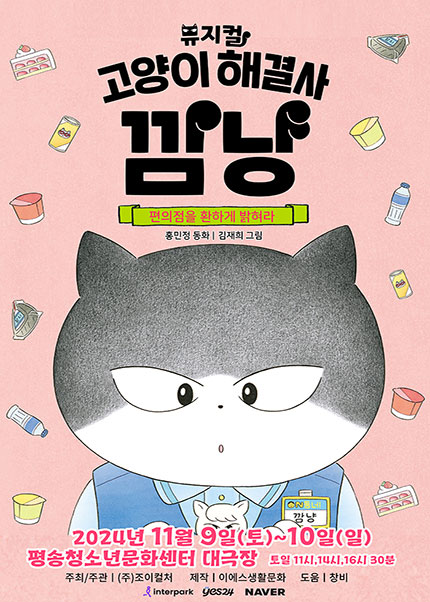 뮤지컬
고양이 해결사
깜냥
편의점을 환하게 밝혀라
홍민정 동화 | 김재희 그림
깜냥
2024년 11월 9일(토)~10일(일)
평송청소년문화센터 대극장 토일 11시,14시,16시 30분
주최/주관 | (주)조이컬처 제작 | 이에스생활문화 도움 | 창비
interpark yes24 NAVER